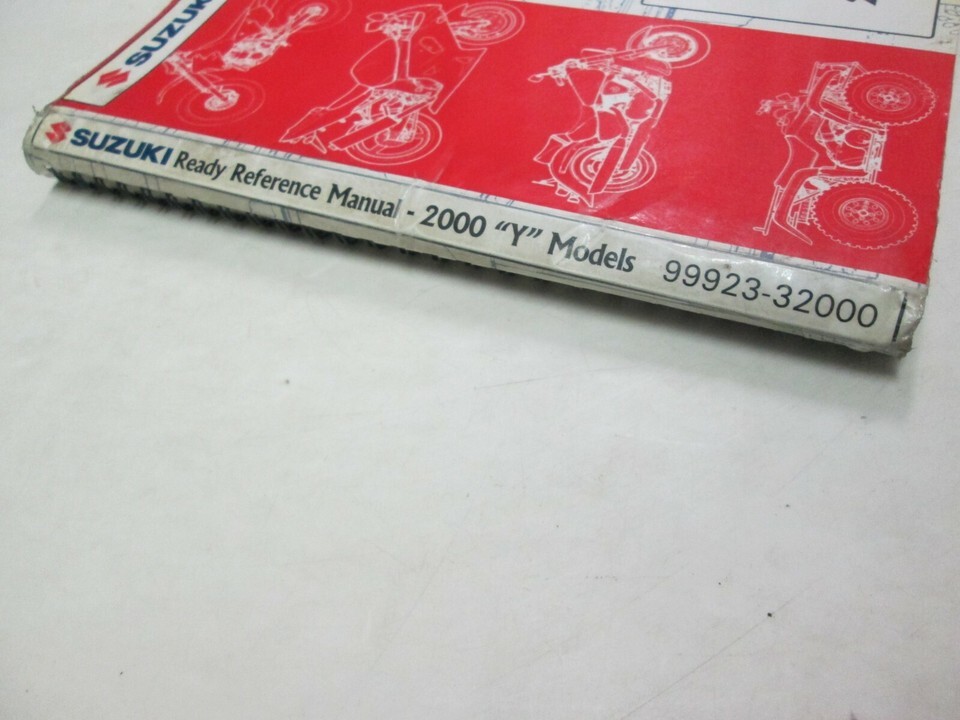 SUZUKI
SUZUKI Ready Reference Manual - 2000 "Y" Models 99923-32000